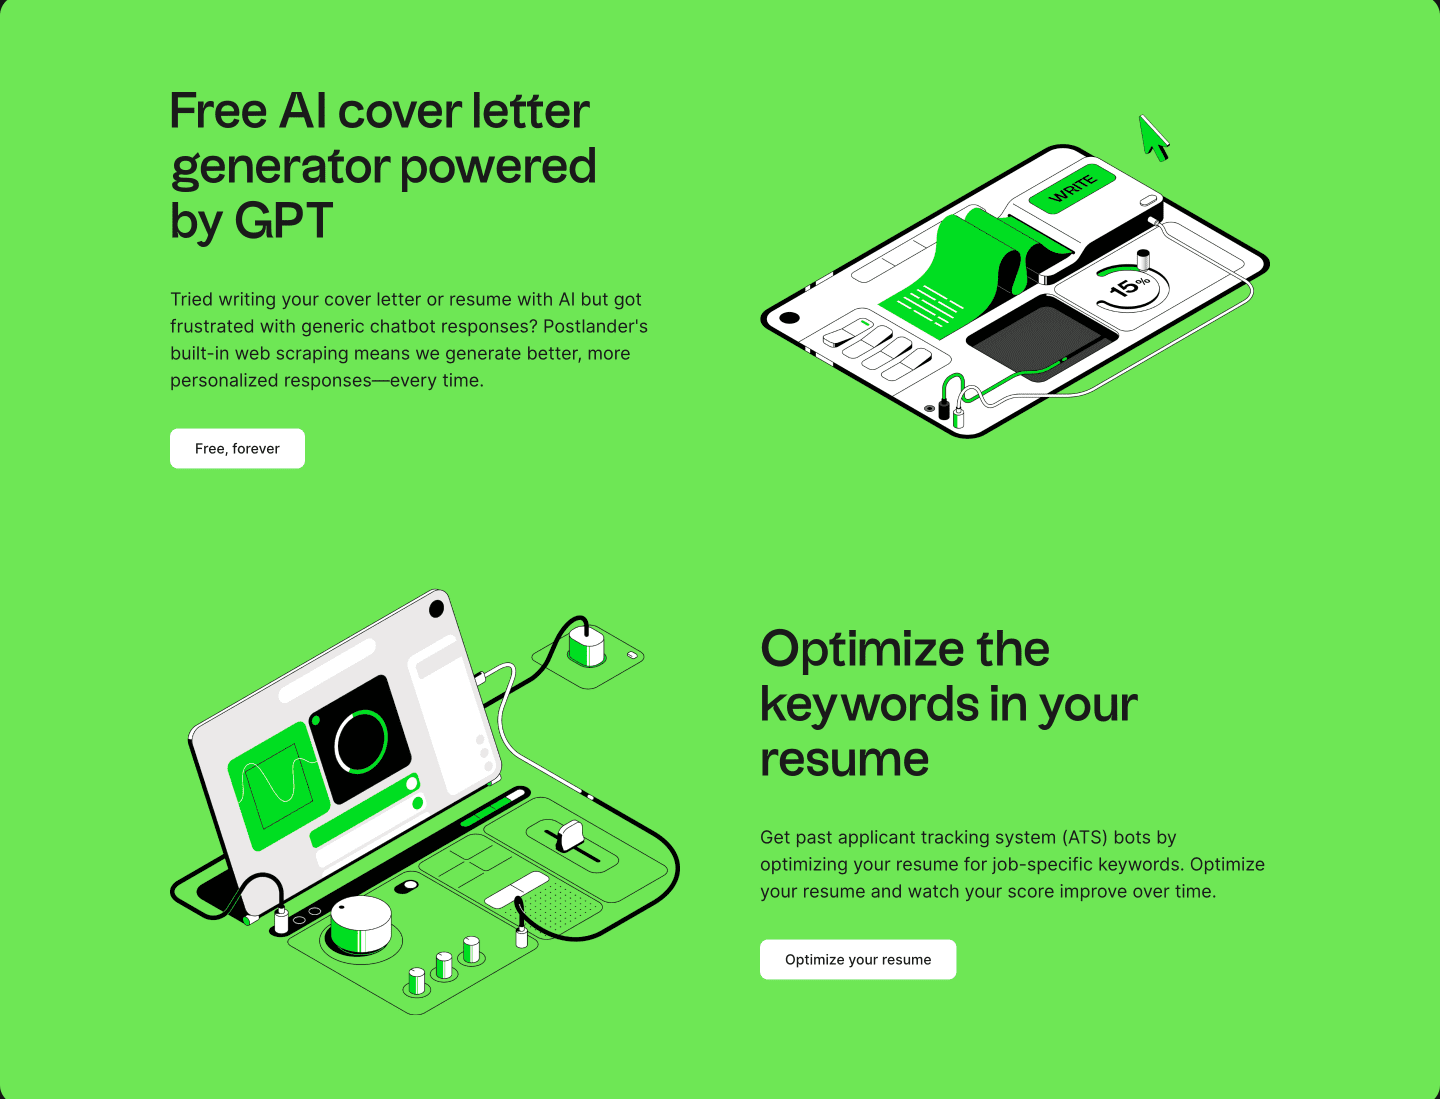 Free AI cover letter
generator powered
by GPT
Tried writing your cover letter or resume with AI but got
frustrated with generic chatbot responses? Postlander's
built-in web scraping means we generate better, more
personalized responses—every time.
Free, forever
WRITE
15%
Optimize the
keywords in your
resume
Get past applicant tracking system (ATS) bots by
optimizing your resume for job-specific keywords. Optimize
your resume and watch your score improve over time.
Optimize your resume